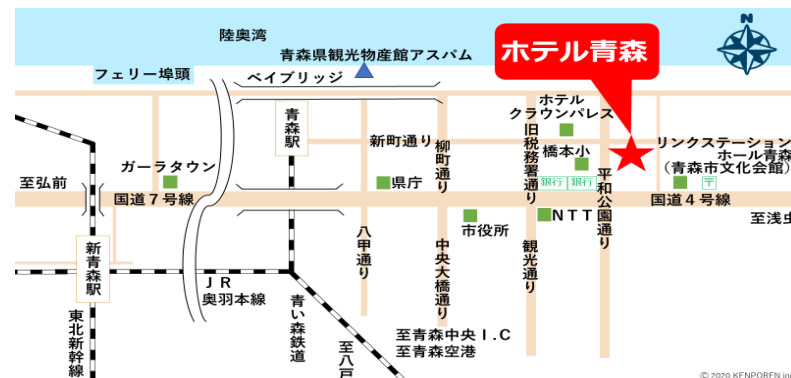 陸奥湾
N
青森県観光物産館アスパム
ホテル青森
フェリー埠頭
ベイブリッジ
ホテル
クラウンパレス
青森駅
新町通り
柳町通り
旧税務署通り
橋本小
リンクステーション
ホール青森
(青森市文化会館)
ガーラタウン
至弘前
国道7号線
県庁
銀行
銀行
平和公園通り
〒
国道4号線
至浅虫
市役所
NTT
新青森駅
八甲通り
中央大橋通り
観光通り
JR
奥羽本線
東北新幹線
青い森鉄道
至八戸
至青森中央I.C
至青森空港
© 2020 KENPOREN inc